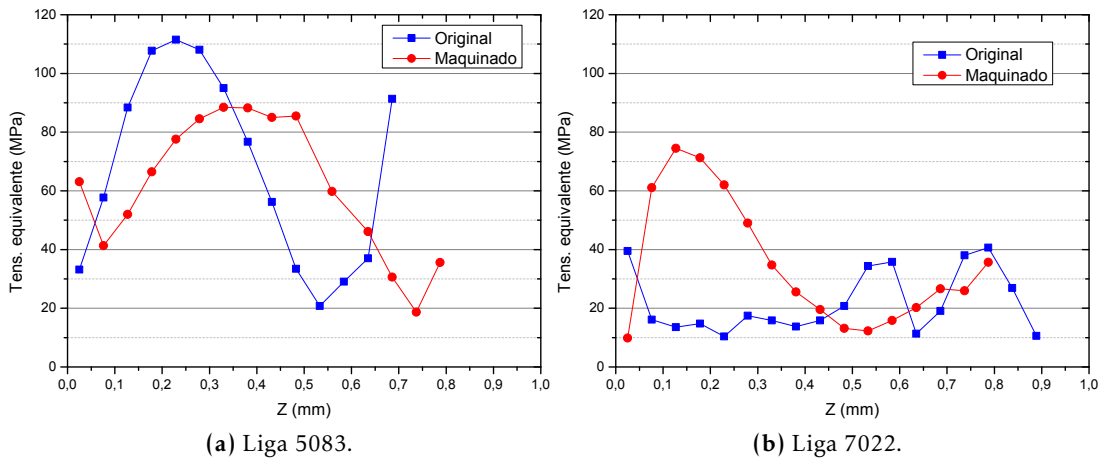 120
100
80
60
40
20
0
Tens. equivalente (MPa)
Original
Maquinado
0,0 0,1 0,2 0,3 0,4 0,5 0,6 0,7 0,8 0,9 1,0
Z (mm)
(a) Liga 5083.
120
100
80
60
40
20
0
Tens. equivalente (MPa)
Original
Maquinado
0,0 0,1 0,2 0,3 0,4 0,5 0,6 0,7 0,8 0,9 1,0
Z (mm)
(b) Liga 7022.